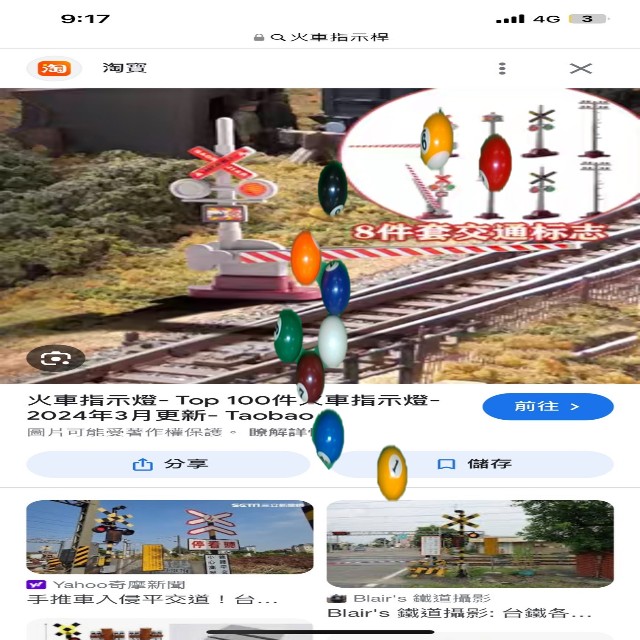 9:17
4G
3
火車指示桿
淘
淘寶
8件套交通标志
火車指示燈- Top 100件火車指示燈-
2024年3月更新- Taobao
前往 >
圖片可能受著作權保護。 瞭解詳情
分享
儲存
停看聽
Yahoo奇摩新聞
手推車入侵平交道！台...
Blair's 鐵道攝影
Blair's 鐵道攝影: 台鐵各...